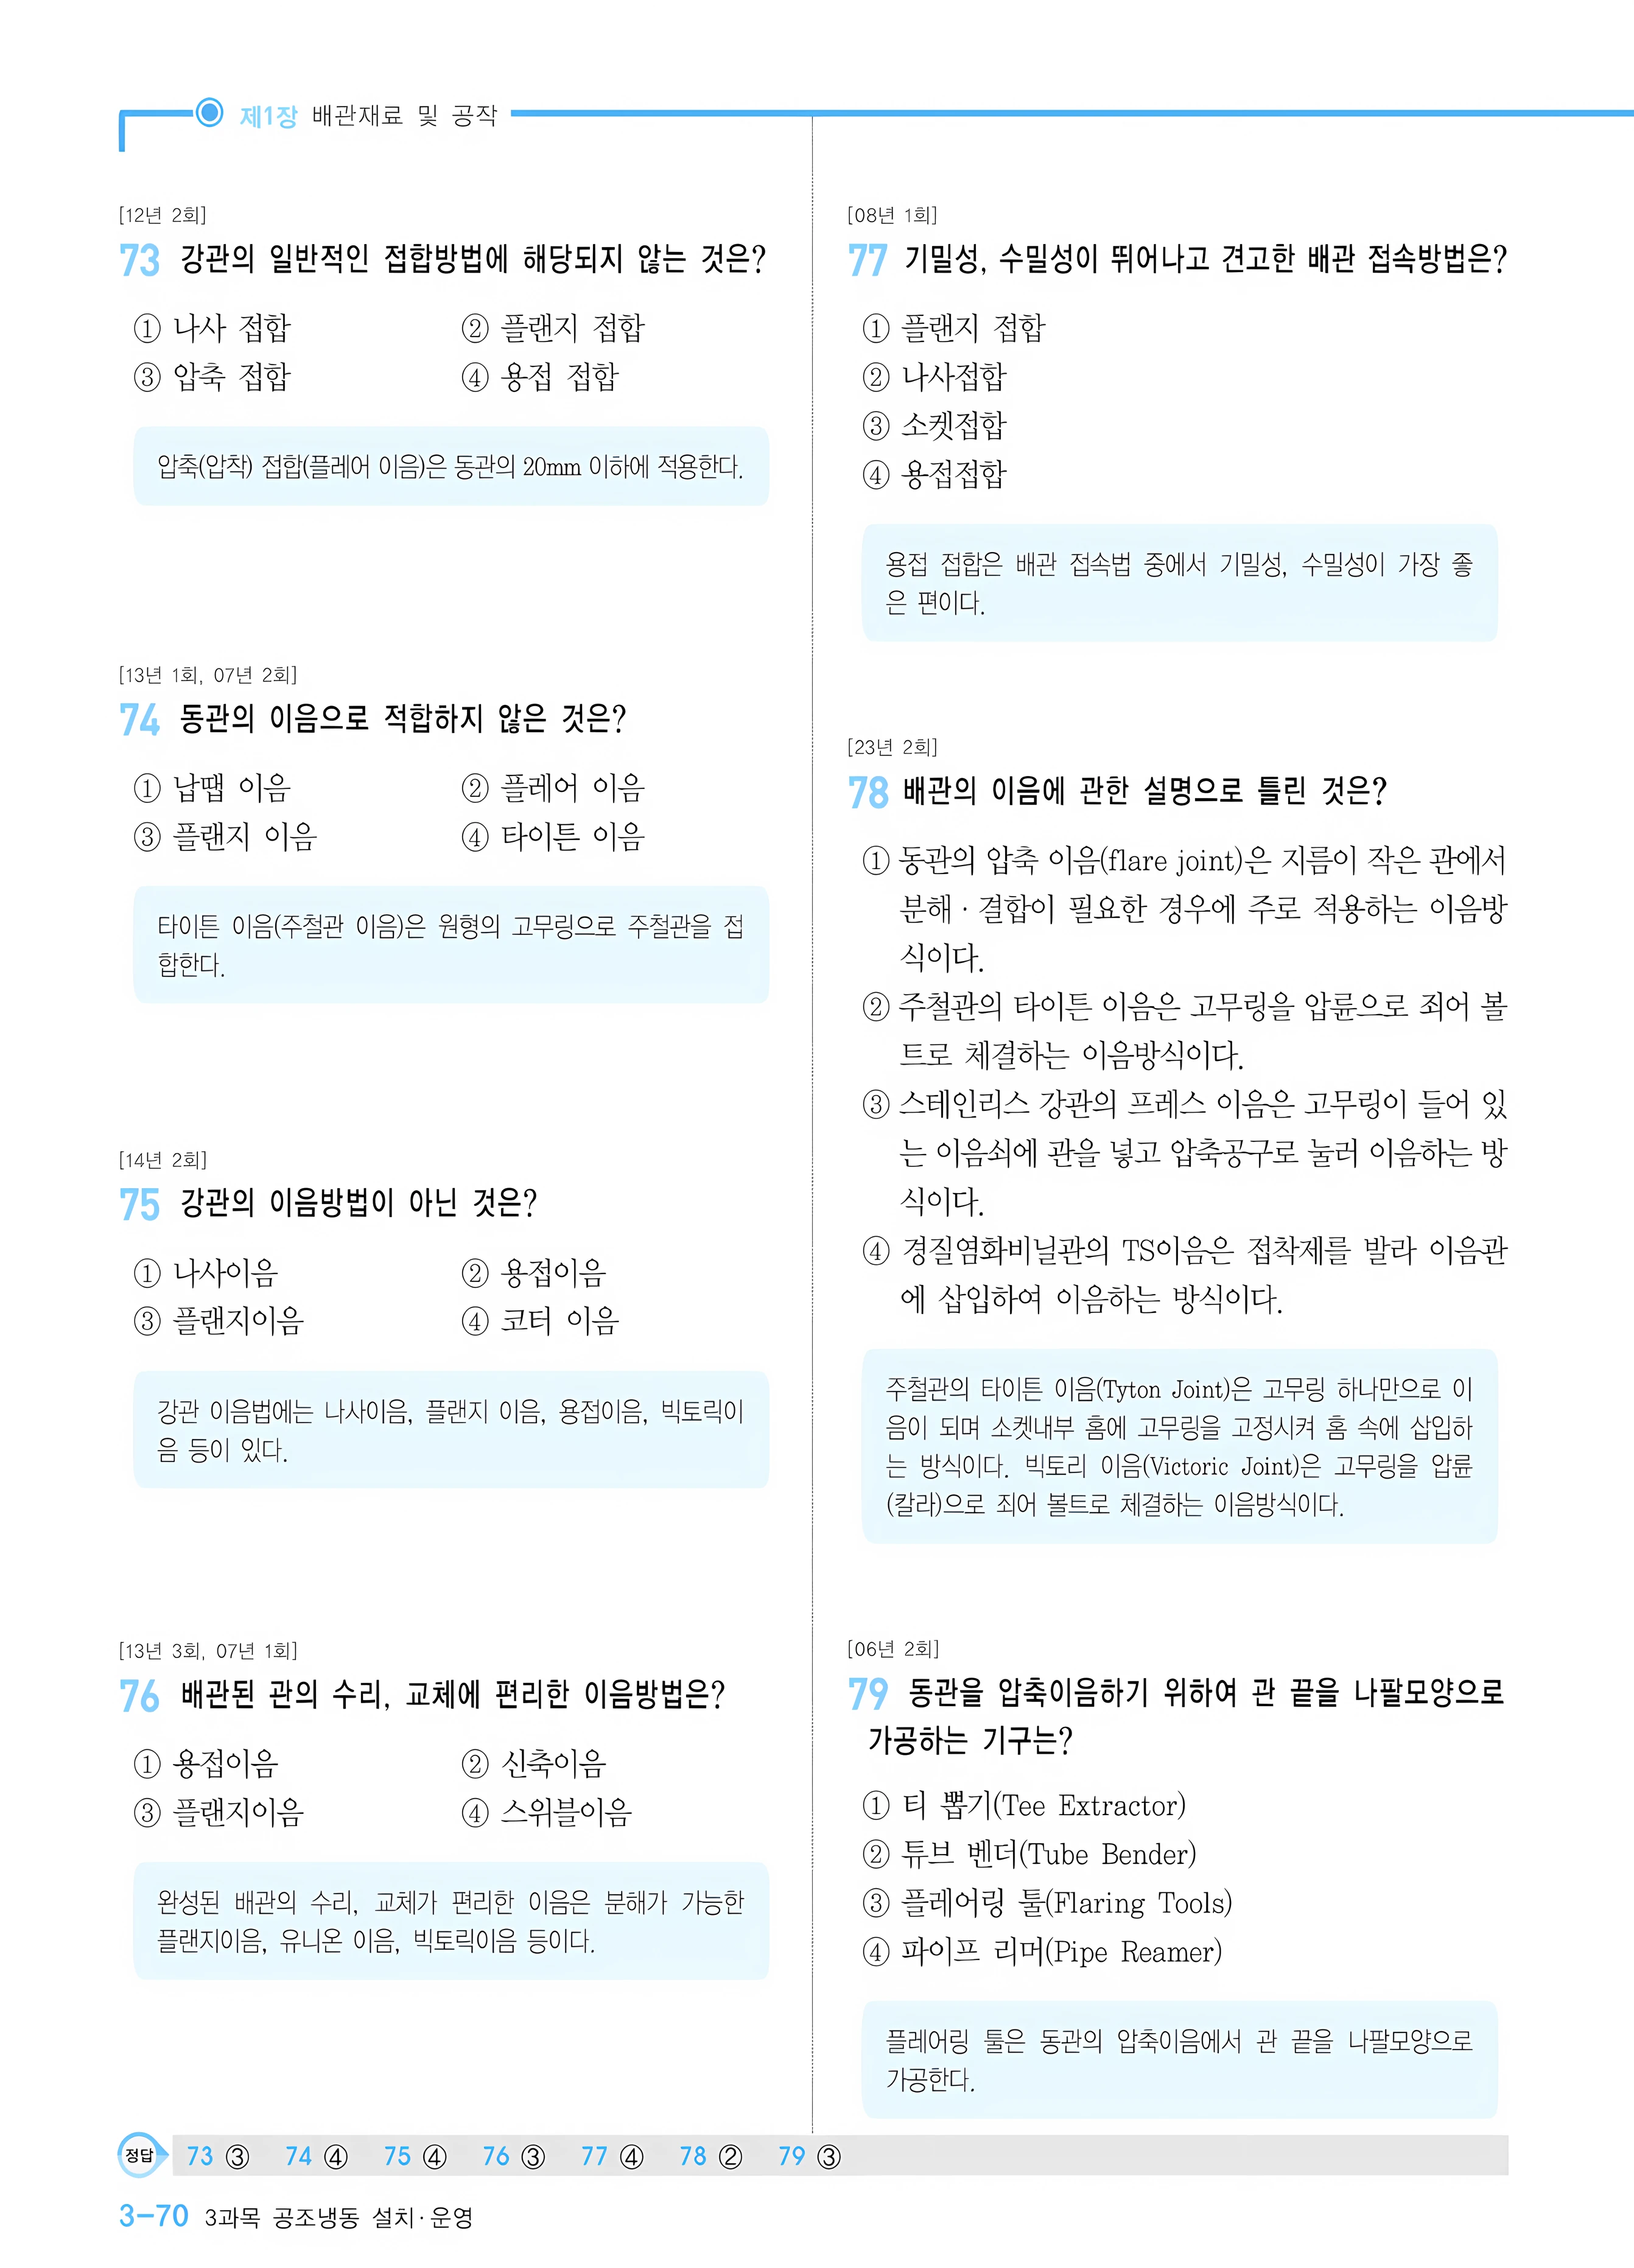 제1장 배관재료 및 공작
[12년 2회]
73 강관의 일반적인 접합방법에 해당되지 않는 것은?
① 나사 접합 ② 플랜지 접합
③ 압축 접합 ④ 용접 접합
압축(압착) 접합(플레어 이음)은 동관의 20mm 이하에 적용한다.
[13년 1회, 07년 2회]
74 동관의 이음으로 적합하지 않은 것은?
① 납땝 이음 ② 플레어 이음
③ 플랜지 이음 ④ 타이튼 이음
타이튼 이음(주철관 이음)은 원형의 고무링으로 주철관을 접
합한다.
[14년 2회]
75 강관의 이음방법이 아닌 것은?
① 나사이음 ② 용접이음
③ 플랜지이음 ④ 코터 이음
강관 이음법에는 나사이음, 플랜지 이음, 용접이음, 빅토릭이
음 등이 있다.
[13년 3회, 07년 1회]
76 배관된 관의 수리, 교체에 편리한 이음방법은?
① 용접이음 ② 신축이음
③ 플랜지이음 ④ 스위블이음
완성된 배관의 수리, 교체가 편리한 이음은 분해가 가능한
플랜지이음, 유니온 이음, 빅토릭이음 등이다.
[08년 1회]
77 기밀성, 수밀성이 뛰어나고 견고한 배관 접속방법은?
① 플랜지 접합
② 나사접합
③ 소켓접합
④ 용접접합
용접 접합은 배관 접속법 중에서 기밀성, 수밀성이 가장 좋
은 편이다.
[23년 2회]
78 배관의 이음에 관한 설명으로 틀린 것은?
① 동관의 압축 이음(flare joint)은 지름이 작은 관에서
분해·결합이 필요한 경우에 주로 적용하는 이음방
식이다.
② 주철관의 타이튼 이음은 고무링을 압륜으로 죄어 볼
트로 체결하는 이음방식이다.
③ 스테인리스 강관의 프레스 이음은 고무링이 들어 있
는 이음쇠에 관을 넣고 압축공구로 눌러 이음하는 방
식이다.
④ 경질염화비닐관의 TS이음은 접착제를 발라 이음관
에 삽입하여 이음하는 방식이다.
주철관의 타이튼 이음(Tyton Joint)은 고무링 하나만으로 이
음이 되며 소켓내부 홈에 고무링을 고정시켜 홈 속에 삽입하
는 방식이다. 빅토리 이음(Victoric Joint)은 고무링을 압륜
(칼라)으로 죄어 볼트로 체결하는 이음방식이다.
[06년 2회]
79 동관을 압축이음하기 위하여 관 끝을 나팔모양으로
가공하는 기구는?
① 티 뽑기(Tee Extractor)
② 튜브 벤더(Tube Bender)
③ 플레어링 툴(Flaring Tools)
④ 파이프 리머(Pipe Reamer)
플레어링 툴은 동관의 압축이음에서 관 끝을 나팔모양으로
가공한다.
정답 73 ③ 74 ④ 75 ④ 76 ③ 77 ④ 78 ② 79 ③
3-70 3과목 공조냉동 설치·운영